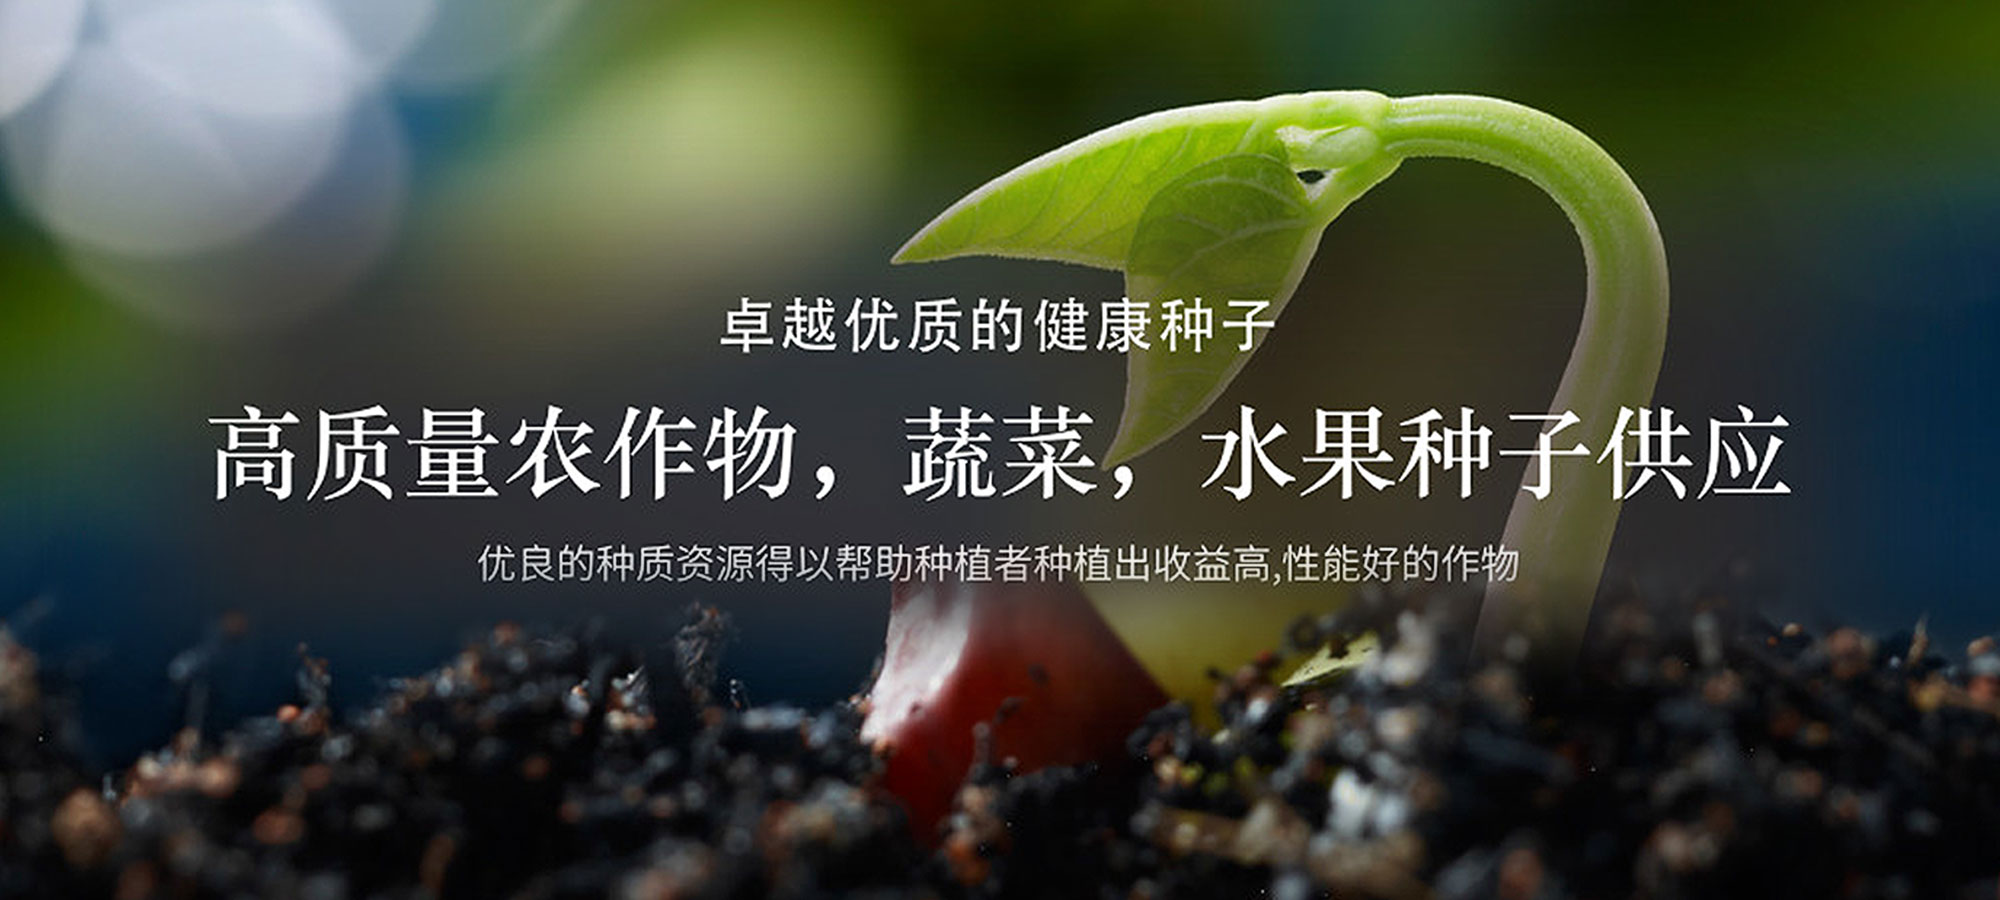 卓越优质的健康种子
高质量农作物，蔬菜，水果种子供应
优良的种质资源得以帮助种植者种植出收益高,性能好的作物